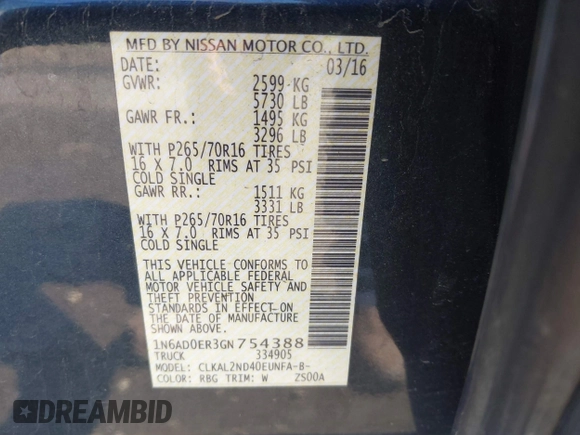 MFD BY NISSAN MOTOR CO., LTD.
DATE: 03/16
GVWR: 2599 KG
5730 LB
GAWR FR.: 1495 KG
3296 LB
WITH P265/70R16 TIRES
16 X 7.0 RIMS AT 35 PSI
COLD SINGLE
GAWR RR.: 1511 KG
3331 LB
WITH P265/70R16 TIRES
16 X 7.0 RIMS AT 35 PSI
COLD SINGLE
THIS VEHICLE CONFORMS TO
ALL APPLICABLE FEDERAL
MOTOR VEHICLE SAFETY AND
THEFT PREVENTION
STANDARDS IN EFFECT ON
THE DATE OF MANUFACTURE
SHOWN ABOVE.
1N6AD0ER3GN754388
TRUCK 334905
MODEL: CLKAL2ND40EUNFA-B-
COLOR: RBG TRIM: W ZS00A
STAT.VIN
DREAMBID